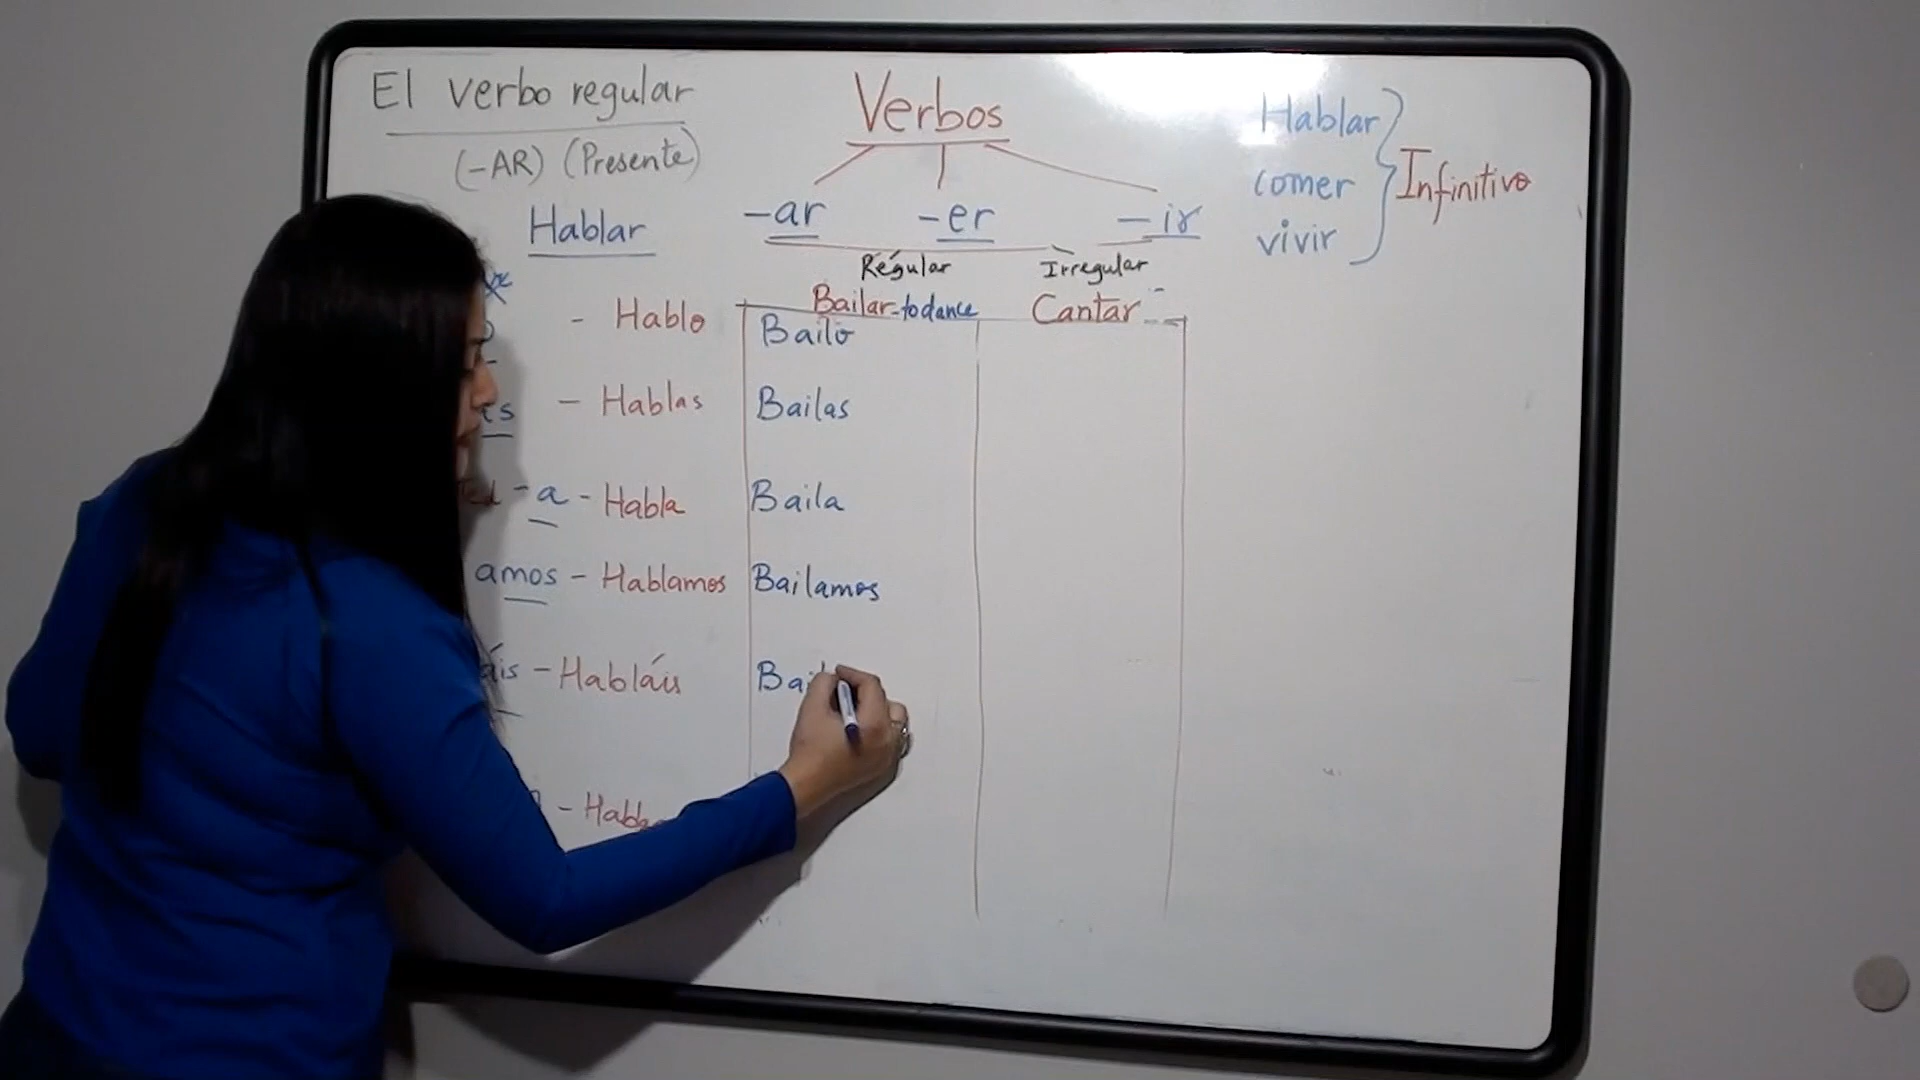 El verbo regular
(-AR) (Presente)
Hablar
- Hablo
- Hablas
-a - Habla
amos - Hablamos
áis - Habláis
Verbos
-ar -er -ir
Regular Irregular
Bailar-to dance Cantar
Bailo
Bailas
Baila
Bailamos
Hablar
comer
vivir
Infinitivo